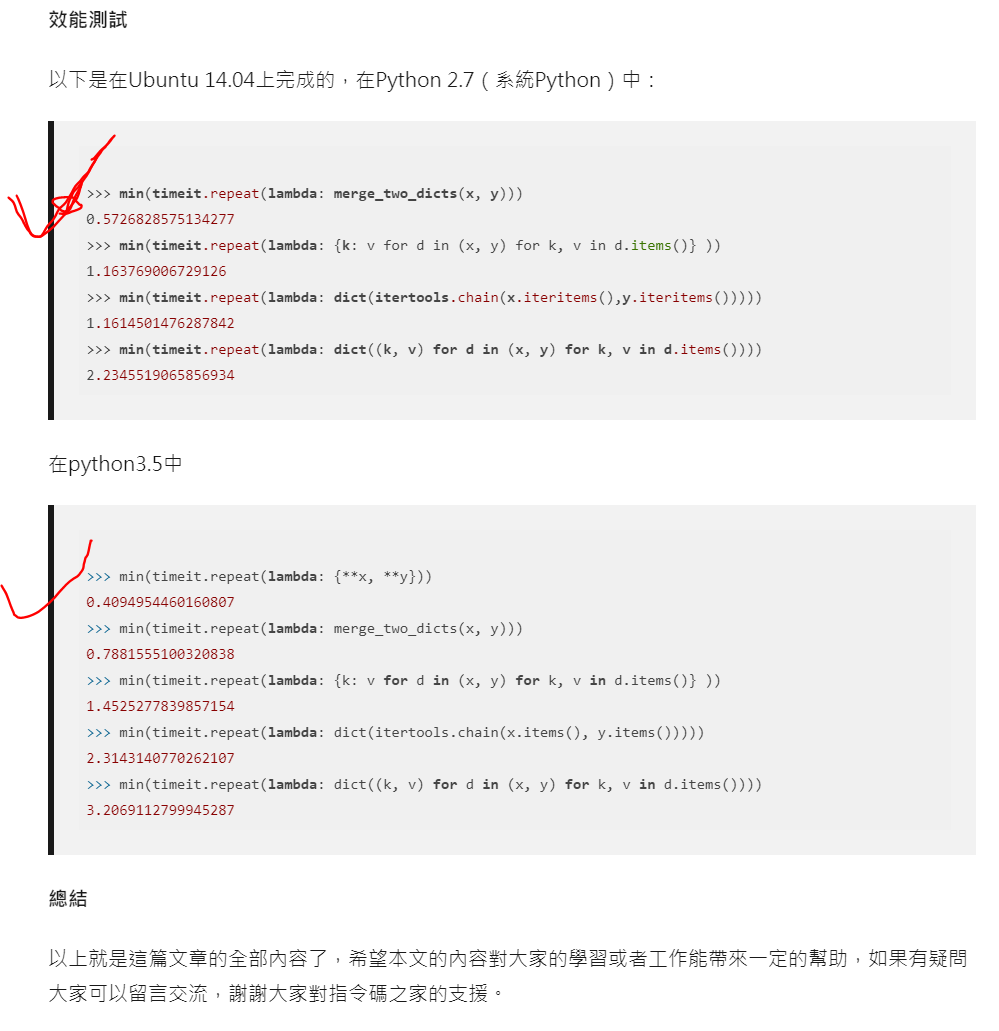 效能測試
以下是在Ubuntu 14.04上完成的，在Python 2.7（系統Python）中：
>>> min(timeit.repeat(lambda: merge_two_dicts(x, y)))
0.5726828575134277
>>> min(timeit.repeat(lambda: {k: v for d in (x, y) for k, v in d.items()} ))
1.163769006729126
>>> min(timeit.repeat(lambda: dict(itertools.chain(x.iteritems(),y.iteritems()))))
1.1614501476287842
>>> min(timeit.repeat(lambda: dict((k, v) for d in (x, y) for k, v in d.items())))
2.2345519065856934
在python3.5中
>>> min(timeit.repeat(lambda: {**x, **y}))
0.4094954460160807
>>> min(timeit.repeat(lambda: merge_two_dicts(x, y)))
0.7881555100320838
>>> min(timeit.repeat(lambda: {k: v for d in (x, y) for k, v in d.items()} ))
1.4525277839857154
>>> min(timeit.repeat(lambda: dict(itertools.chain(x.items(), y.items()))))
2.3143140770262107
>>> min(timeit.repeat(lambda: dict((k, v) for d in (x, y) for k, v in d.items())))
3.2069112799945287
總結
以上就是這篇文章的全部內容了，希望本文的內容對大家的學習或者工作能帶來一定的幫助，如果有疑問
大家可以留言交流，謝謝大家對指令碼之家的支援。